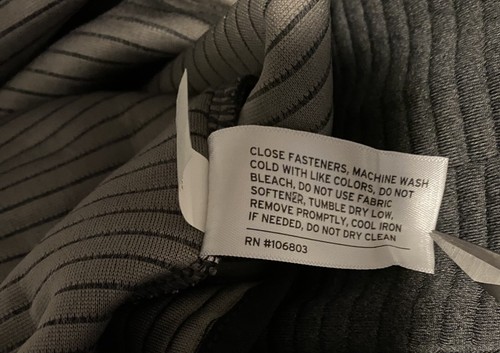 CLOSE FASTENERS, MACHINE WASH
COLD WITH LIKE COLORS, DO NOT
BLEACH, DO NOT USE FABRIC
SOFTENER, TUMBLE DRY LOW,
REMOVE PROMPTLY, COOL IRON
IF NEEDED, DO NOT DRY CLEAN
RN #106803